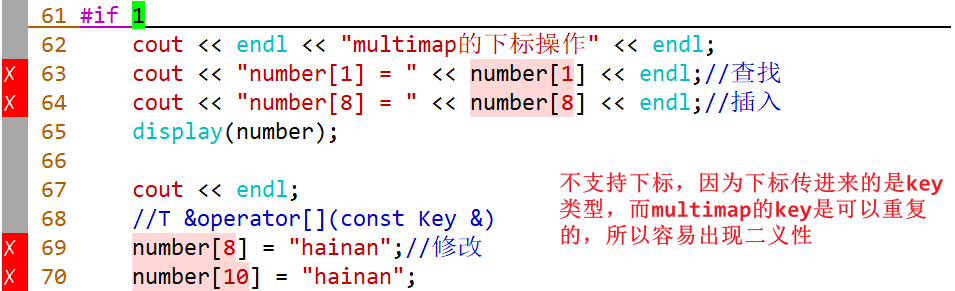 61 #if 1
62     cout << endl << "multimap的下标操作" << endl;
X 63     cout << "number[1] = " << number[1] << endl;//查找
X 64     cout << "number[8] = " << number[8] << endl;//插入
65     display(number);
66
67     cout << endl;
68     //T &operator[](const Key &)
X 69     number[8] = "hainan";//修改
X 70     number[10] = "hainan";
不支持下标，因为下标传进来的是key
类型，而multimap的key是可以重复
的，所以容易出现二义性